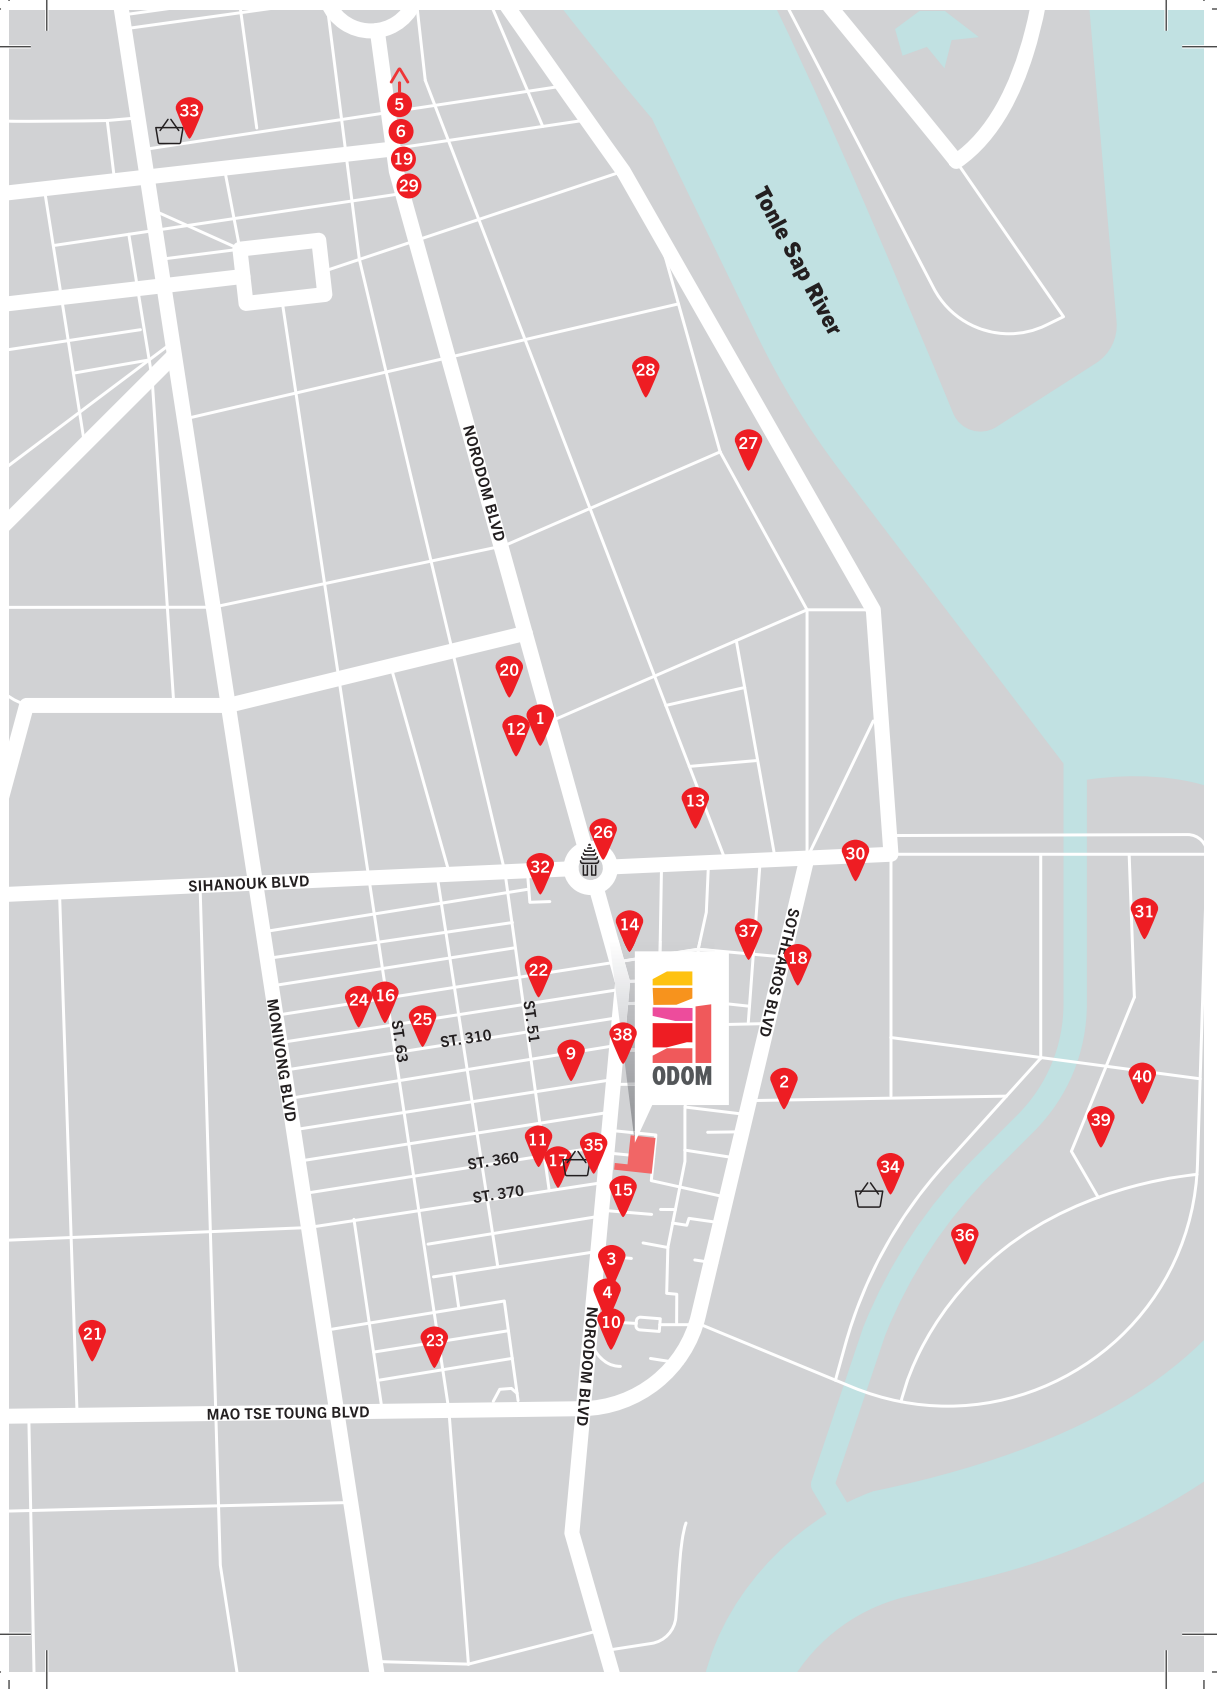 5
33
6
19
29
Tonle Sap River
28
27
NORODOM BLVD
20
1
12
13
26
30
32
SIHANOUK BLVD
31
14
37
SOTHEAROS BLVD
18
22
24
16
25
ST. 63
ST. 310
ST. 51
MONIVONG BLVD
38
9
ODOM
2
40
39
11
35
17
ST. 360
ST. 370
15
34
36
3
4
10
21
23
NORODOM BLVD
MAO TSE TOUNG BLVD